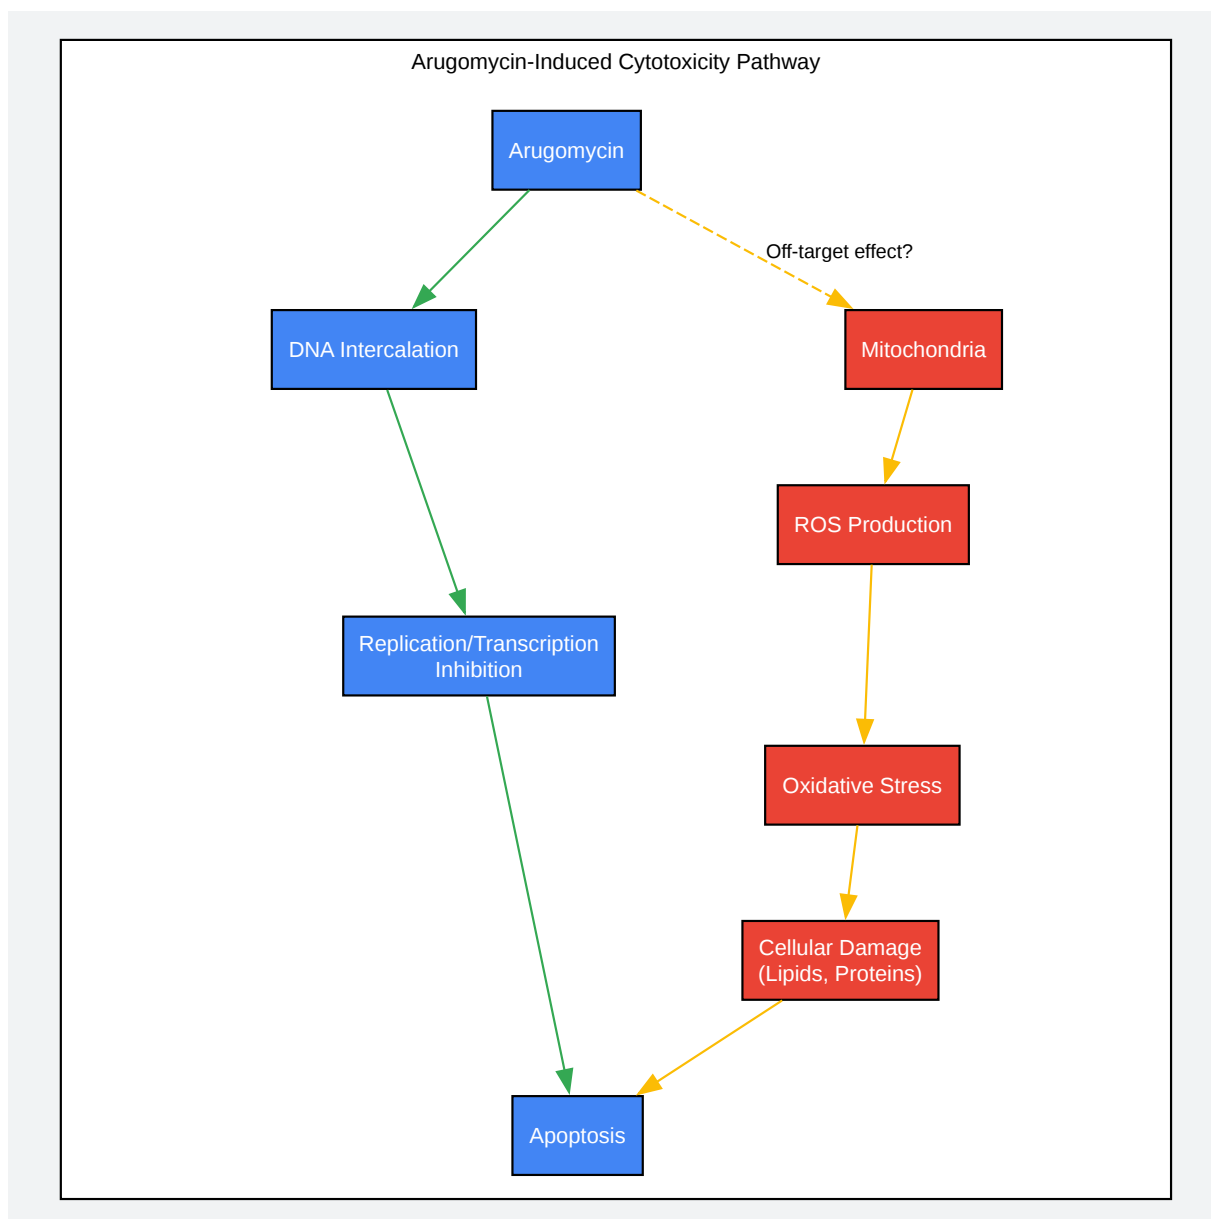 Arugomycin-Induced Cytotoxicity Pathway
Arugomycin
Off-target effect?
DNA Intercalation
Mitochondria
ROS Production
Replication/Transcription
Inhibition
Oxidative Stress
Cellular Damage
(Lipids, Proteins)
Apoptosis